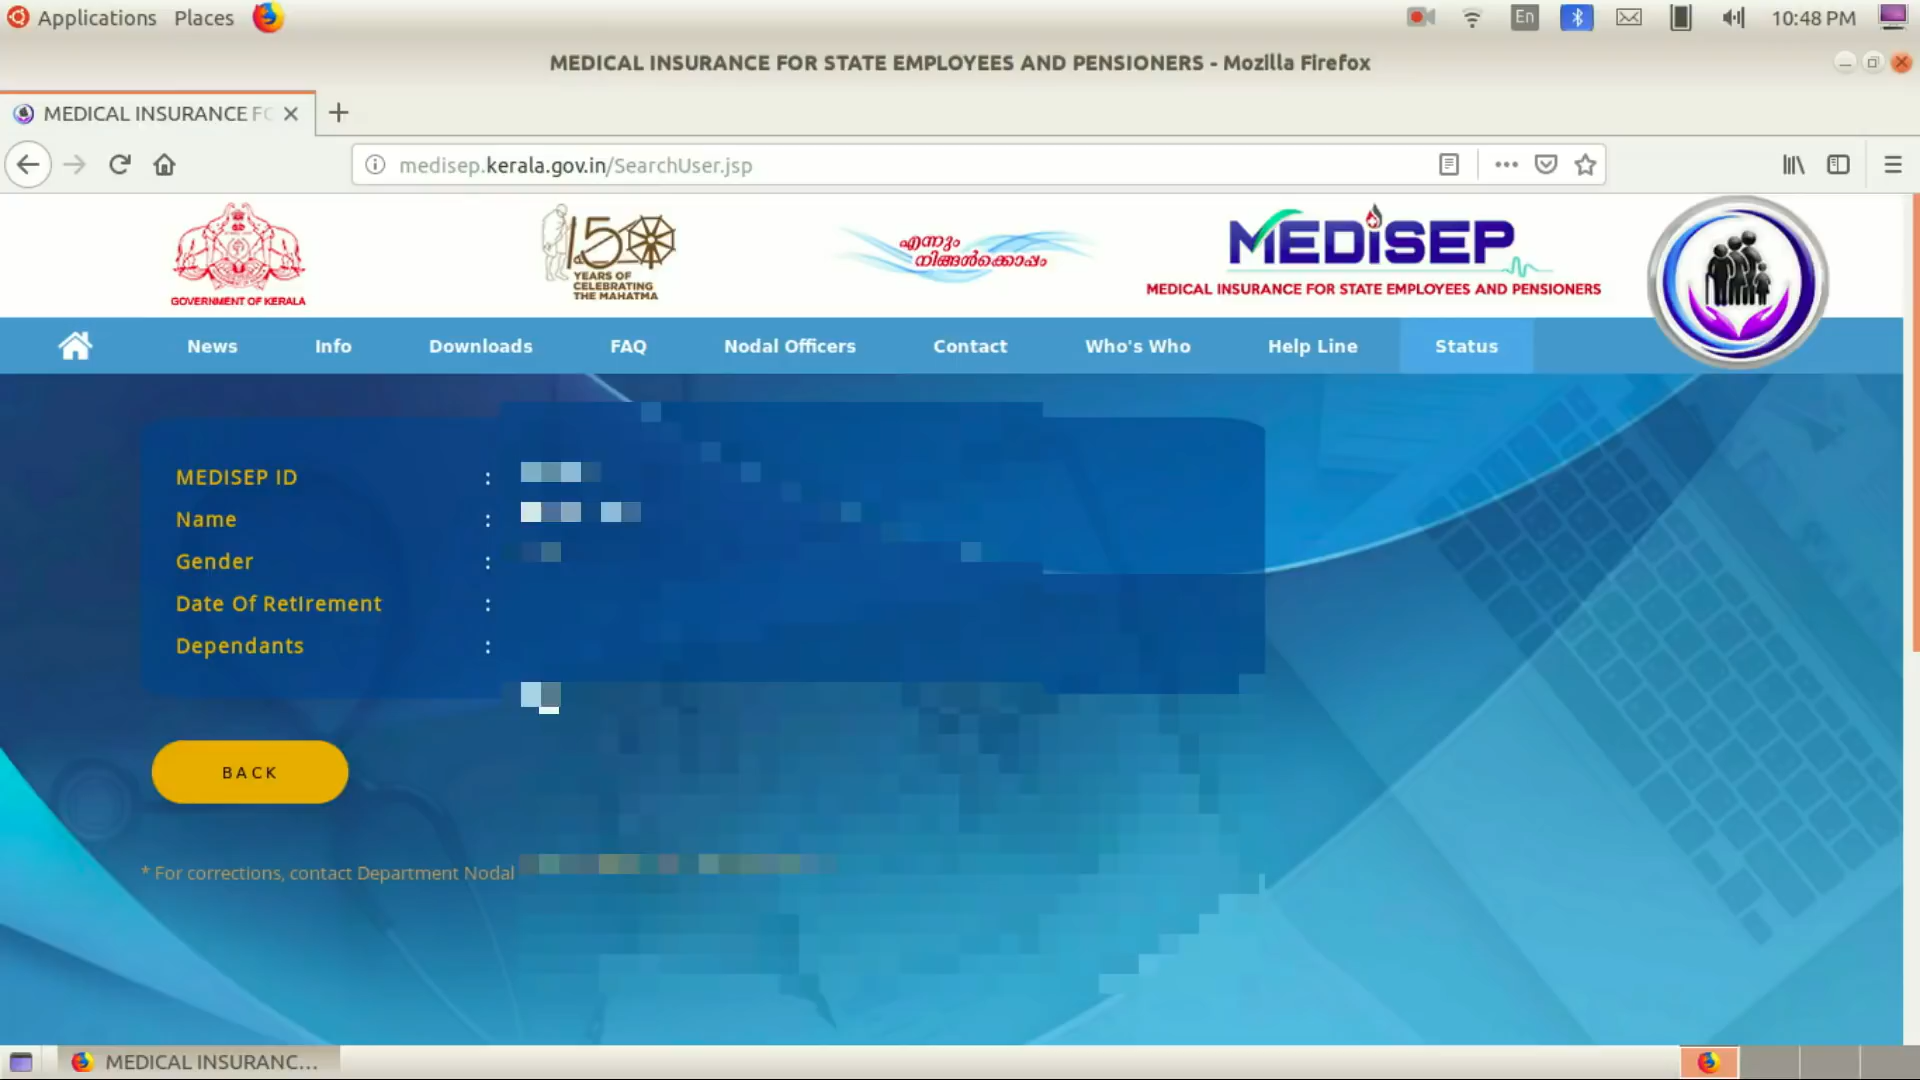 Applications Places En 10:48 PM
MEDICAL INSURANCE FOR STATE EMPLOYEES AND PENSIONERS - Mozilla Firefox
MEDICAL INSURANCE FO
medisep.kerala.gov.in/SearchUser.jsp
GOVERNMENT OF KERALA
150
YEARS OF
CELEBRATING
THE MAHATMA
എന്നും
നിങ്ങൾക്കൊപ്പം
MEDiSEP
MEDICAL INSURANCE FOR STATE EMPLOYEES AND PENSIONERS
News Info Downloads FAQ Nodal Officers Contact Who's Who Help Line Status
MEDISEP ID :
Name :
Gender :
Date Of RetIrement :
Dependants :
BACK
* For corrections, contact Department Nodal
MEDICAL INSURANC...